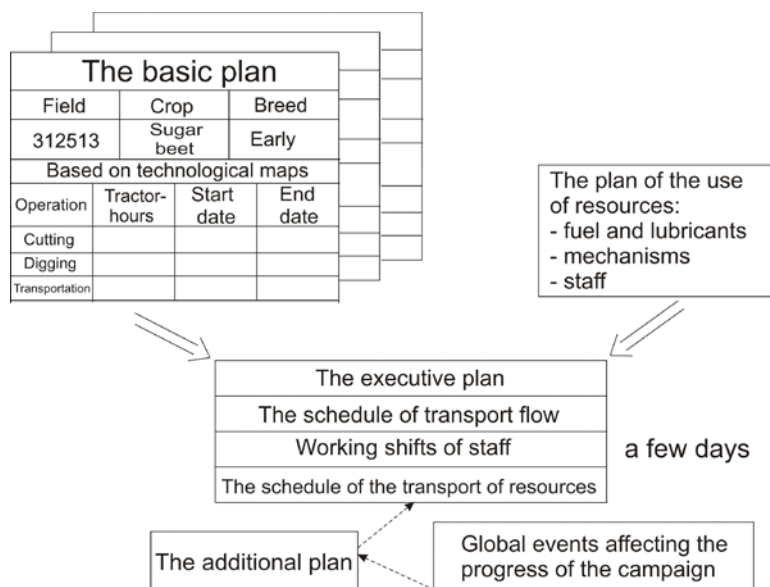 The basic plan
Field Crop Breed
312513 Sugar beet Early
Based on technological maps
Operation Tractor-hours Start date End date
Cutting
Digging
Transportation
The plan of the use
of resources:
- fuel and lubricants
- mechanisms
- staff
The executive plan
The schedule of transport flow
Working shifts of staff
The schedule of the transport of resources
a few days
The additional plan
Global events affecting the
progress of the campaign